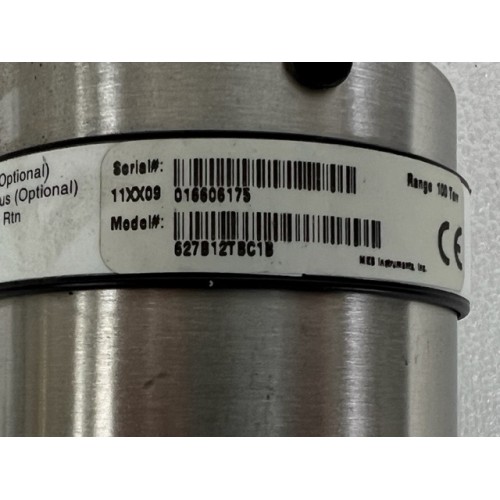 Optional)
us (Optional)
Rtn
Serial#:
11XX09 016606175
Model#:
627B12TBC1B
Range 100 Torr
CE
MKS Instruments, Inc.